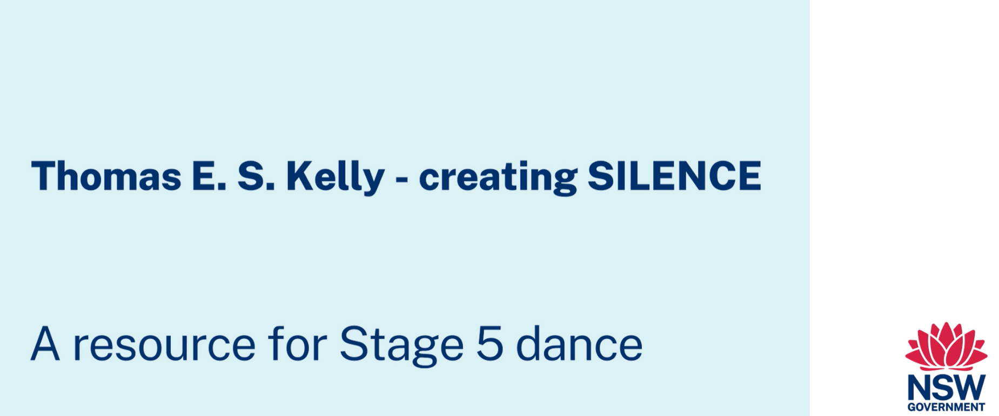 Thomas E. S. Kelly - creating SILENCE
A resource for Stage 5 dance
NSW
GOVERNMENT